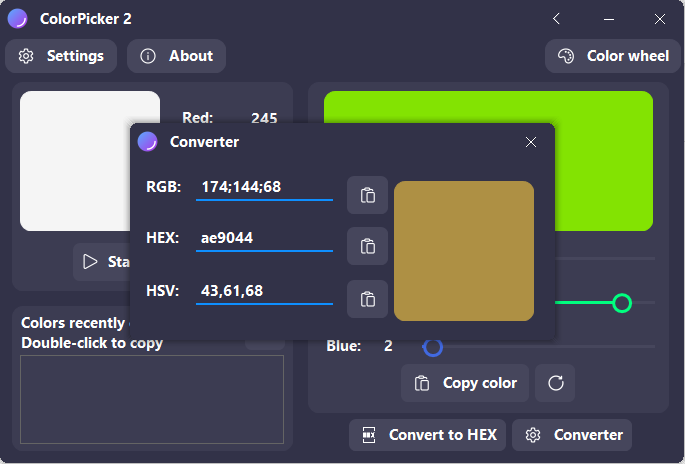 ColorPicker 2
Settings
About
Color wheel
Red: 245
Converter
RGB: 174;144;68
HEX: ae9044
HSV: 43,61,68
Sta
Colors recently
Double-click to copy
Blue: 2
Copy color
HEX
Convert to HEX
Converter